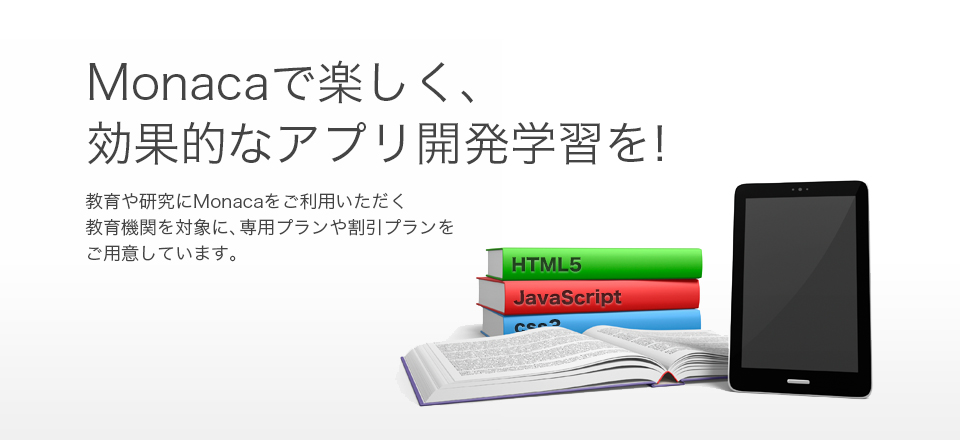 Monacaで楽しく、
効果的なアプリ開発学習を!
教育や研究にMonacaをご利用いただく
教育機関を対象に、専用プランや割引プランを
ご用意しています。
HTML5
JavaScript
css3